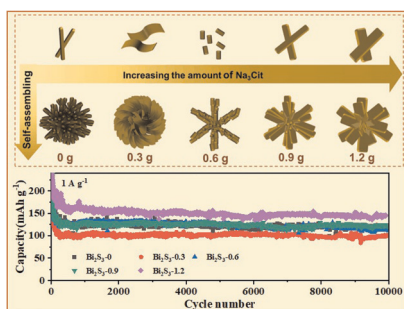 Increasing the amount of Na₃Cit
Self-assembling
0 g 0.3 g 0.6 g 0.9 g 1.2 g
1 A g⁻¹
Capacity(mAh g⁻¹)
200
150
100
50
0
0 2000 4000 6000 8000 10000
Bi₂S₃-0 Bi₂S₃-0.3 Bi₂S₃-0.6
Bi₂S₃-0.9 Bi₂S₃-1.2
Cycle number